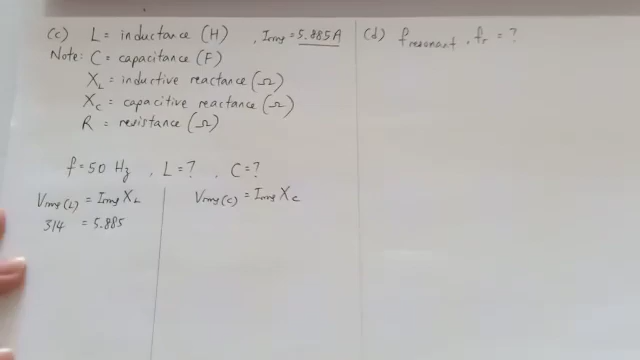 (c) L = inductance (H) , Irms = 5.885A
Note: C = capacitance (F)
XL = inductive reactance (Ω)
Xc = capacitive reactance (Ω)
R = resistance (Ω)
f = 50 Hz , L = ? , C = ?
Vrms(L) = Irms XL
314 = 5.885
Vrms(c) = Irms Xc
(d) fresonant , fr = ?